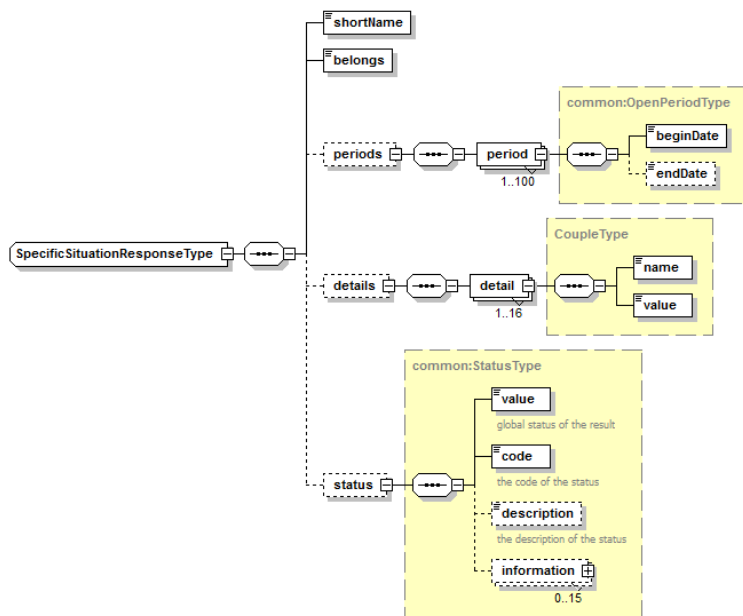 shortName
belongs
common:OpenPeriodType
beginDate
periods
period
endDate
1..100
SpecificSituationResponseType
CoupleType
name
details
detail
value
1..16
common:StatusType
value
global status of the result
code
the code of the status
status
description
the description of the status
information
0..15